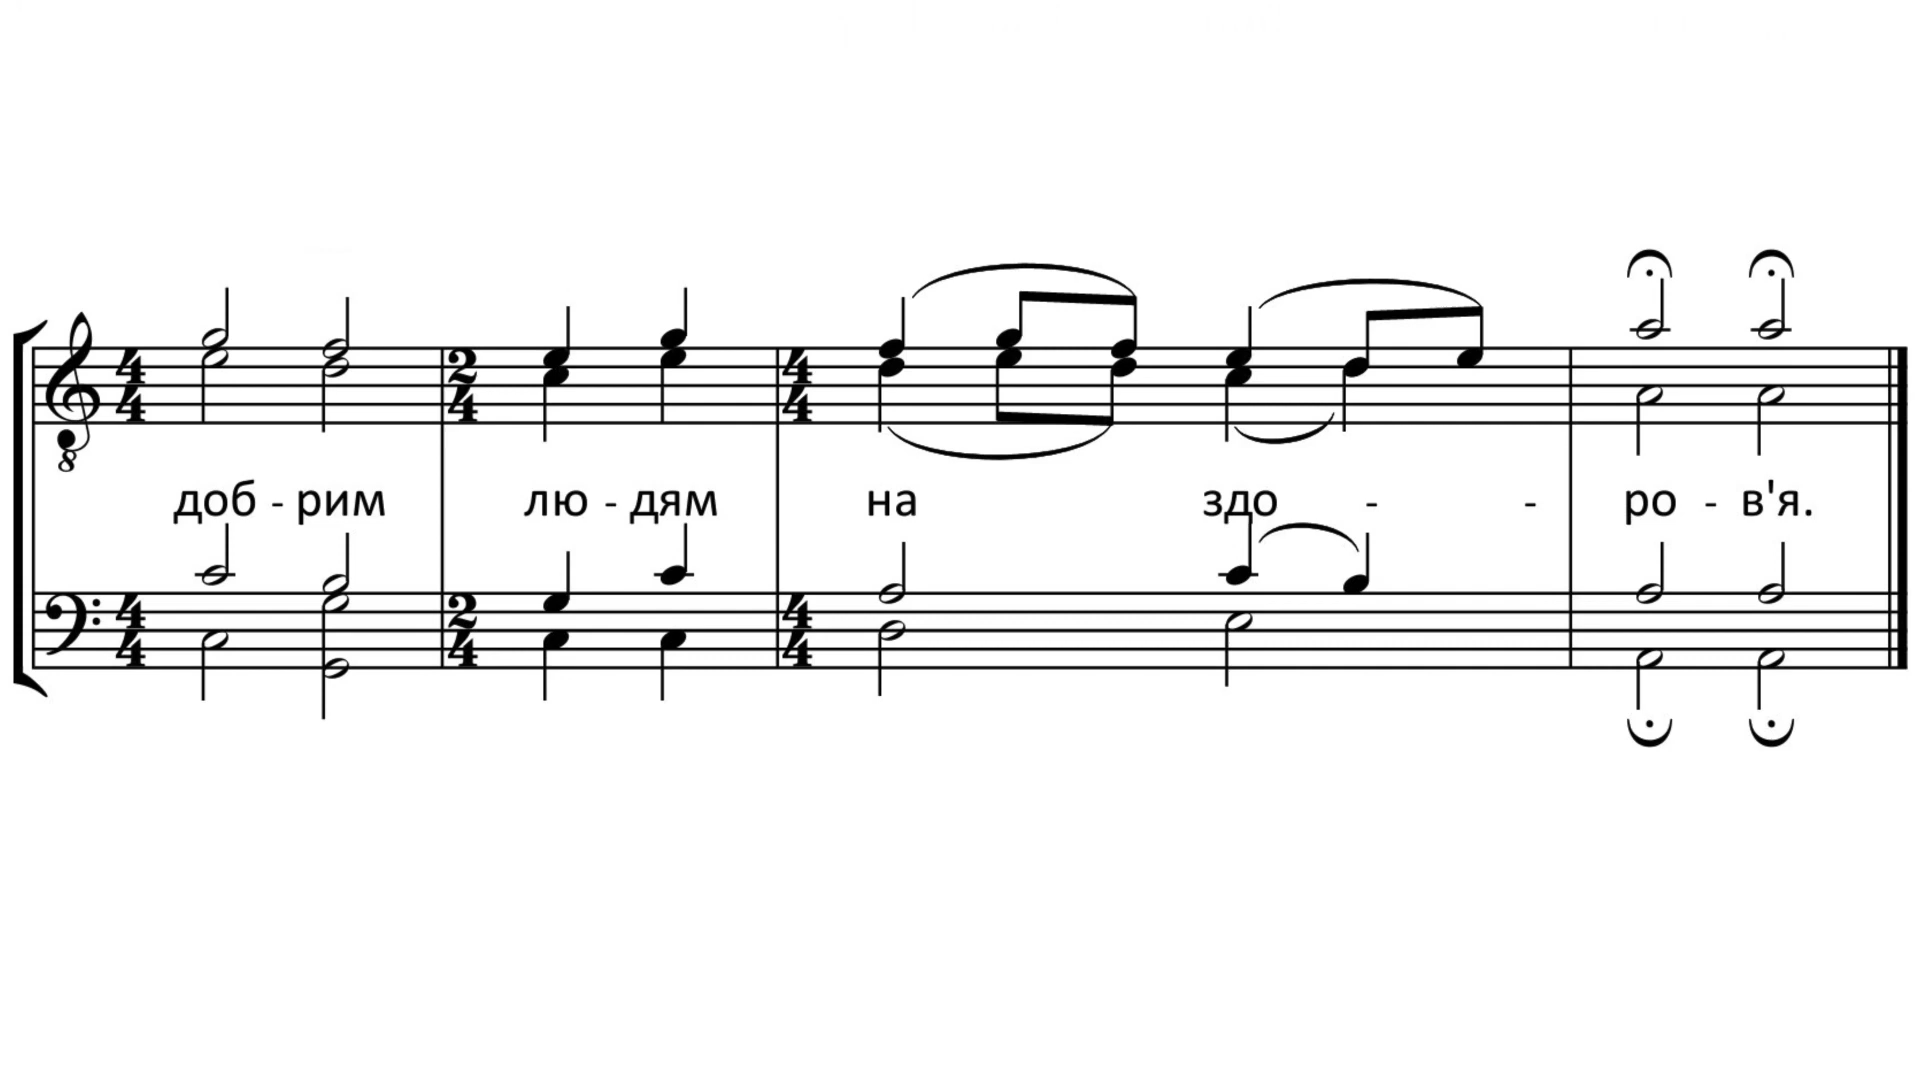 доб - рим лю - дям на здо - - ро - в'я.